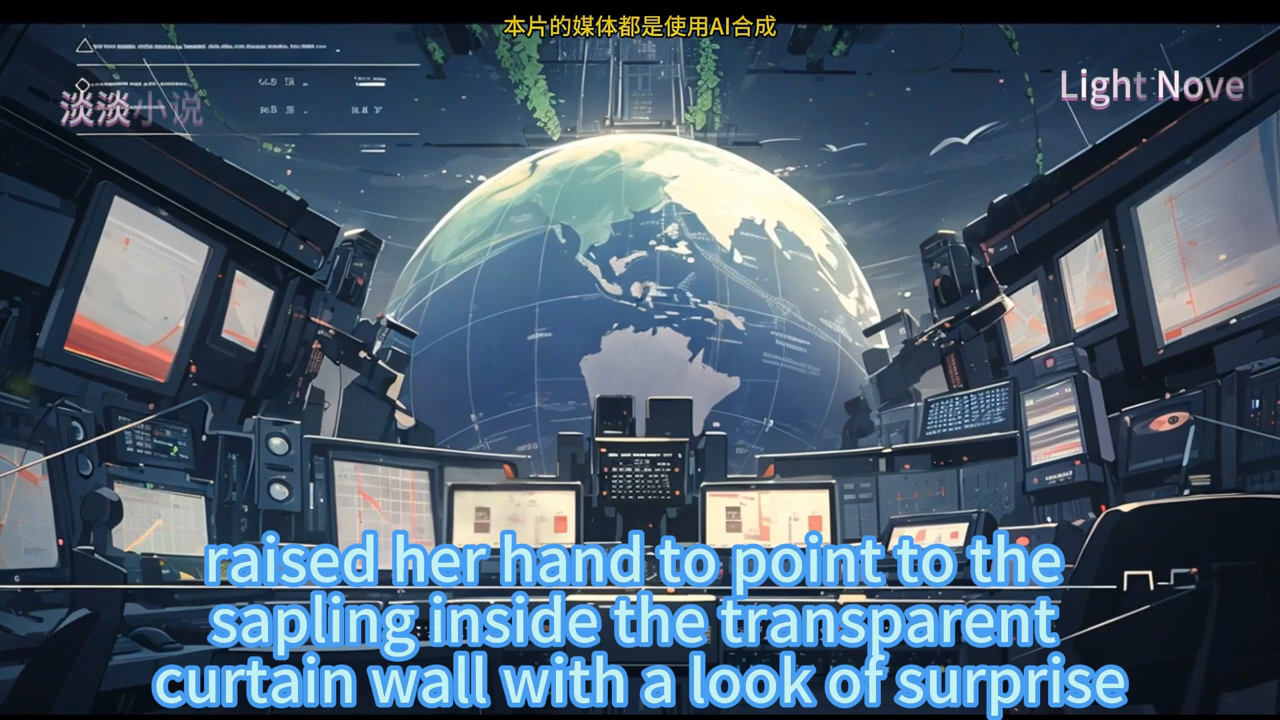 本片的媒体都是使用AI合成
淡淡小说
Light Nove
raised her hand to point to the
sapling inside the transparent
curtain wall with a look of surprise